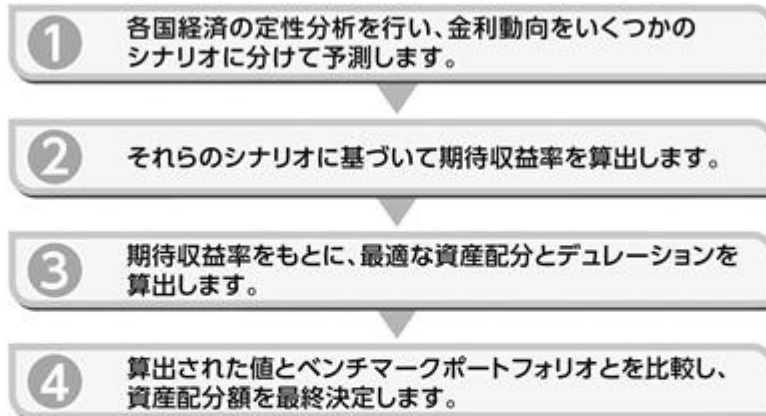 1
各国経済の定性分析を行い、金利動向をいくつかの
シナリオに分けて予測します。
2
それらのシナリオに基づいて期待収益率を算出します。
3
期待収益率をもとに、最適な資産配分とデュレーションを
算出します。
4
算出された値とベンチマークポートフォリオとを比較し、
資産配分額を最終決定します。